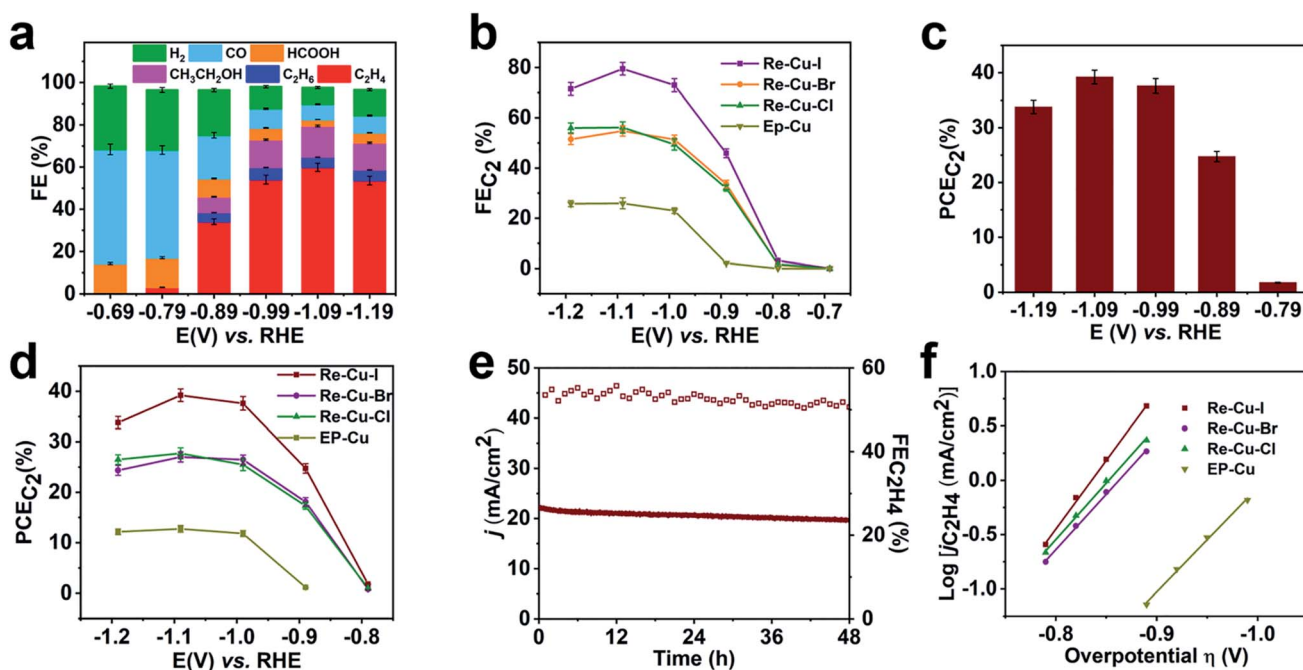 a
H2 CO HCOOH
CH3CH2OH C2H6 C2H4
100
80
60
40
20
0
FE (%)
-0.69 -0.79 -0.89 -0.99 -1.09 -1.19
E(V) vs. RHE
b
Re-Cu-I
Re-Cu-Br
Re-Cu-Cl
Ep-Cu
80
60
40
20
0
FEC2 (%)
-1.2 -1.1 -1.0 -0.9 -0.8 -0.7
E(V) vs. RHE
c
40
30
20
10
0
PCEC2(%)
-1.19 -1.09 -0.99 -0.89 -0.79
E (V) vs. RHE
d
Re-Cu-I
Re-Cu-Br
Re-Cu-Cl
EP-Cu
40
30
20
10
0
PCEC2(%)
-1.2 -1.1 -1.0 -0.9 -0.8
E(V) vs. RHE
e
50
40
30
20
10
0
j (mA/cm2)
60
40
20
0
FEC2H4 (%)
0 12 24 36 48
Time (h)
f
Re-Cu-I
Re-Cu-Br
Re-Cu-Cl
EP-Cu
1.0
0.5
0.0
-0.5
-1.0
Log [jC2H4 (mA/cm2)]
-0.8 -0.9 -1.0
Overpotential η (V)